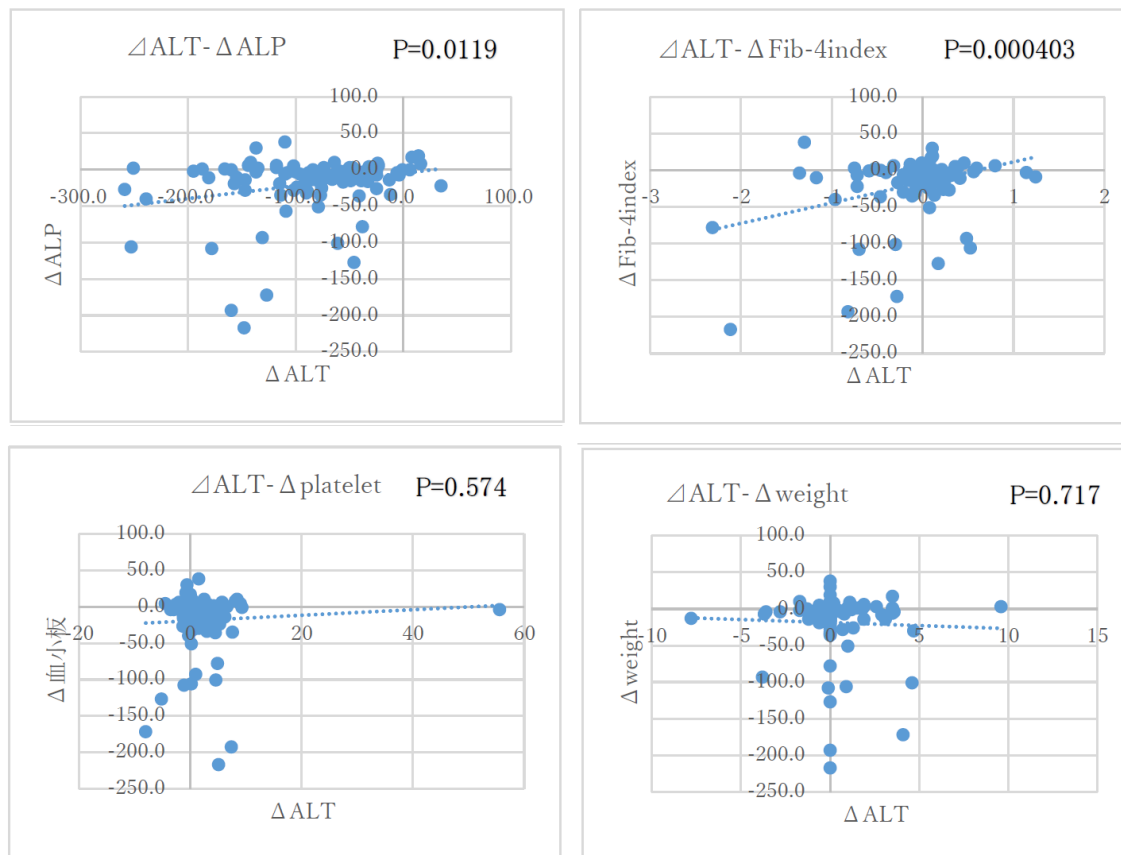 ⊿ALT-ΔALP P=0.0119
100.0
50.0
0.0
-300.0 -200.0 -100.0 0.0 100.0
-50.0
-100.0
-150.0
-200.0
-250.0
ΔALP
ΔALT
⊿ALT-ΔFib-4index P=0.000403
100.0
50.0
0.0
-3 -2 -1 0 1 2
-50.0
-100.0
-150.0
-200.0
-250.0
ΔFib-4index
ΔALT
⊿ALT-Δplatelet P=0.574
100.0
50.0
0.0
-20 0 20 40 60
-50.0
-100.0
-150.0
-200.0
-250.0
Δ血小板
ΔALT
⊿ALT-Δweight P=0.717
100.0
50.0
0.0
-10 -5 0 5 10 15
-50.0
-100.0
-150.0
-200.0
-250.0
Δweight
ΔALT